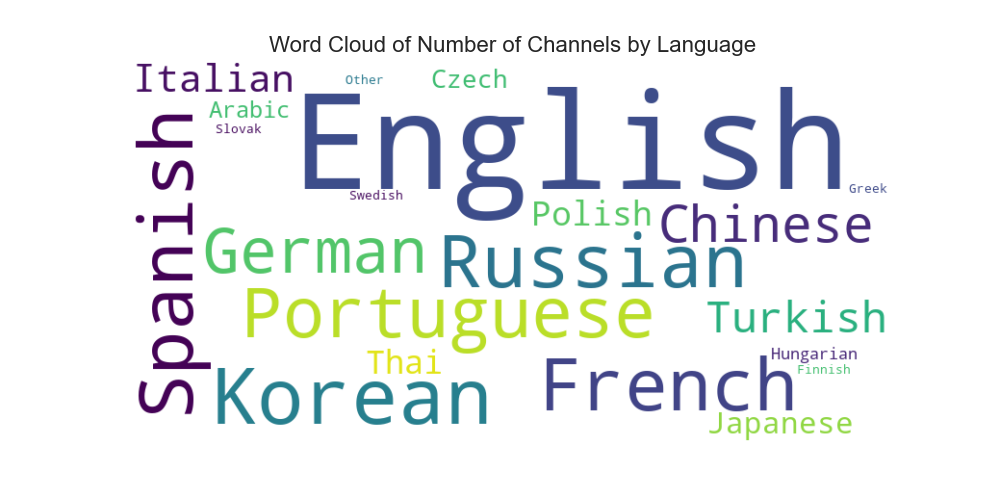 Word Cloud of Number of Channels by Language
Italian
Other
Czech
Arabic
Slovak
English
Spanish
Swedish
Greek
Polish
Chinese
German
Russian
Portuguese
Turkish
Thai
Hungarian
Finnish
Korean
French
Japanese